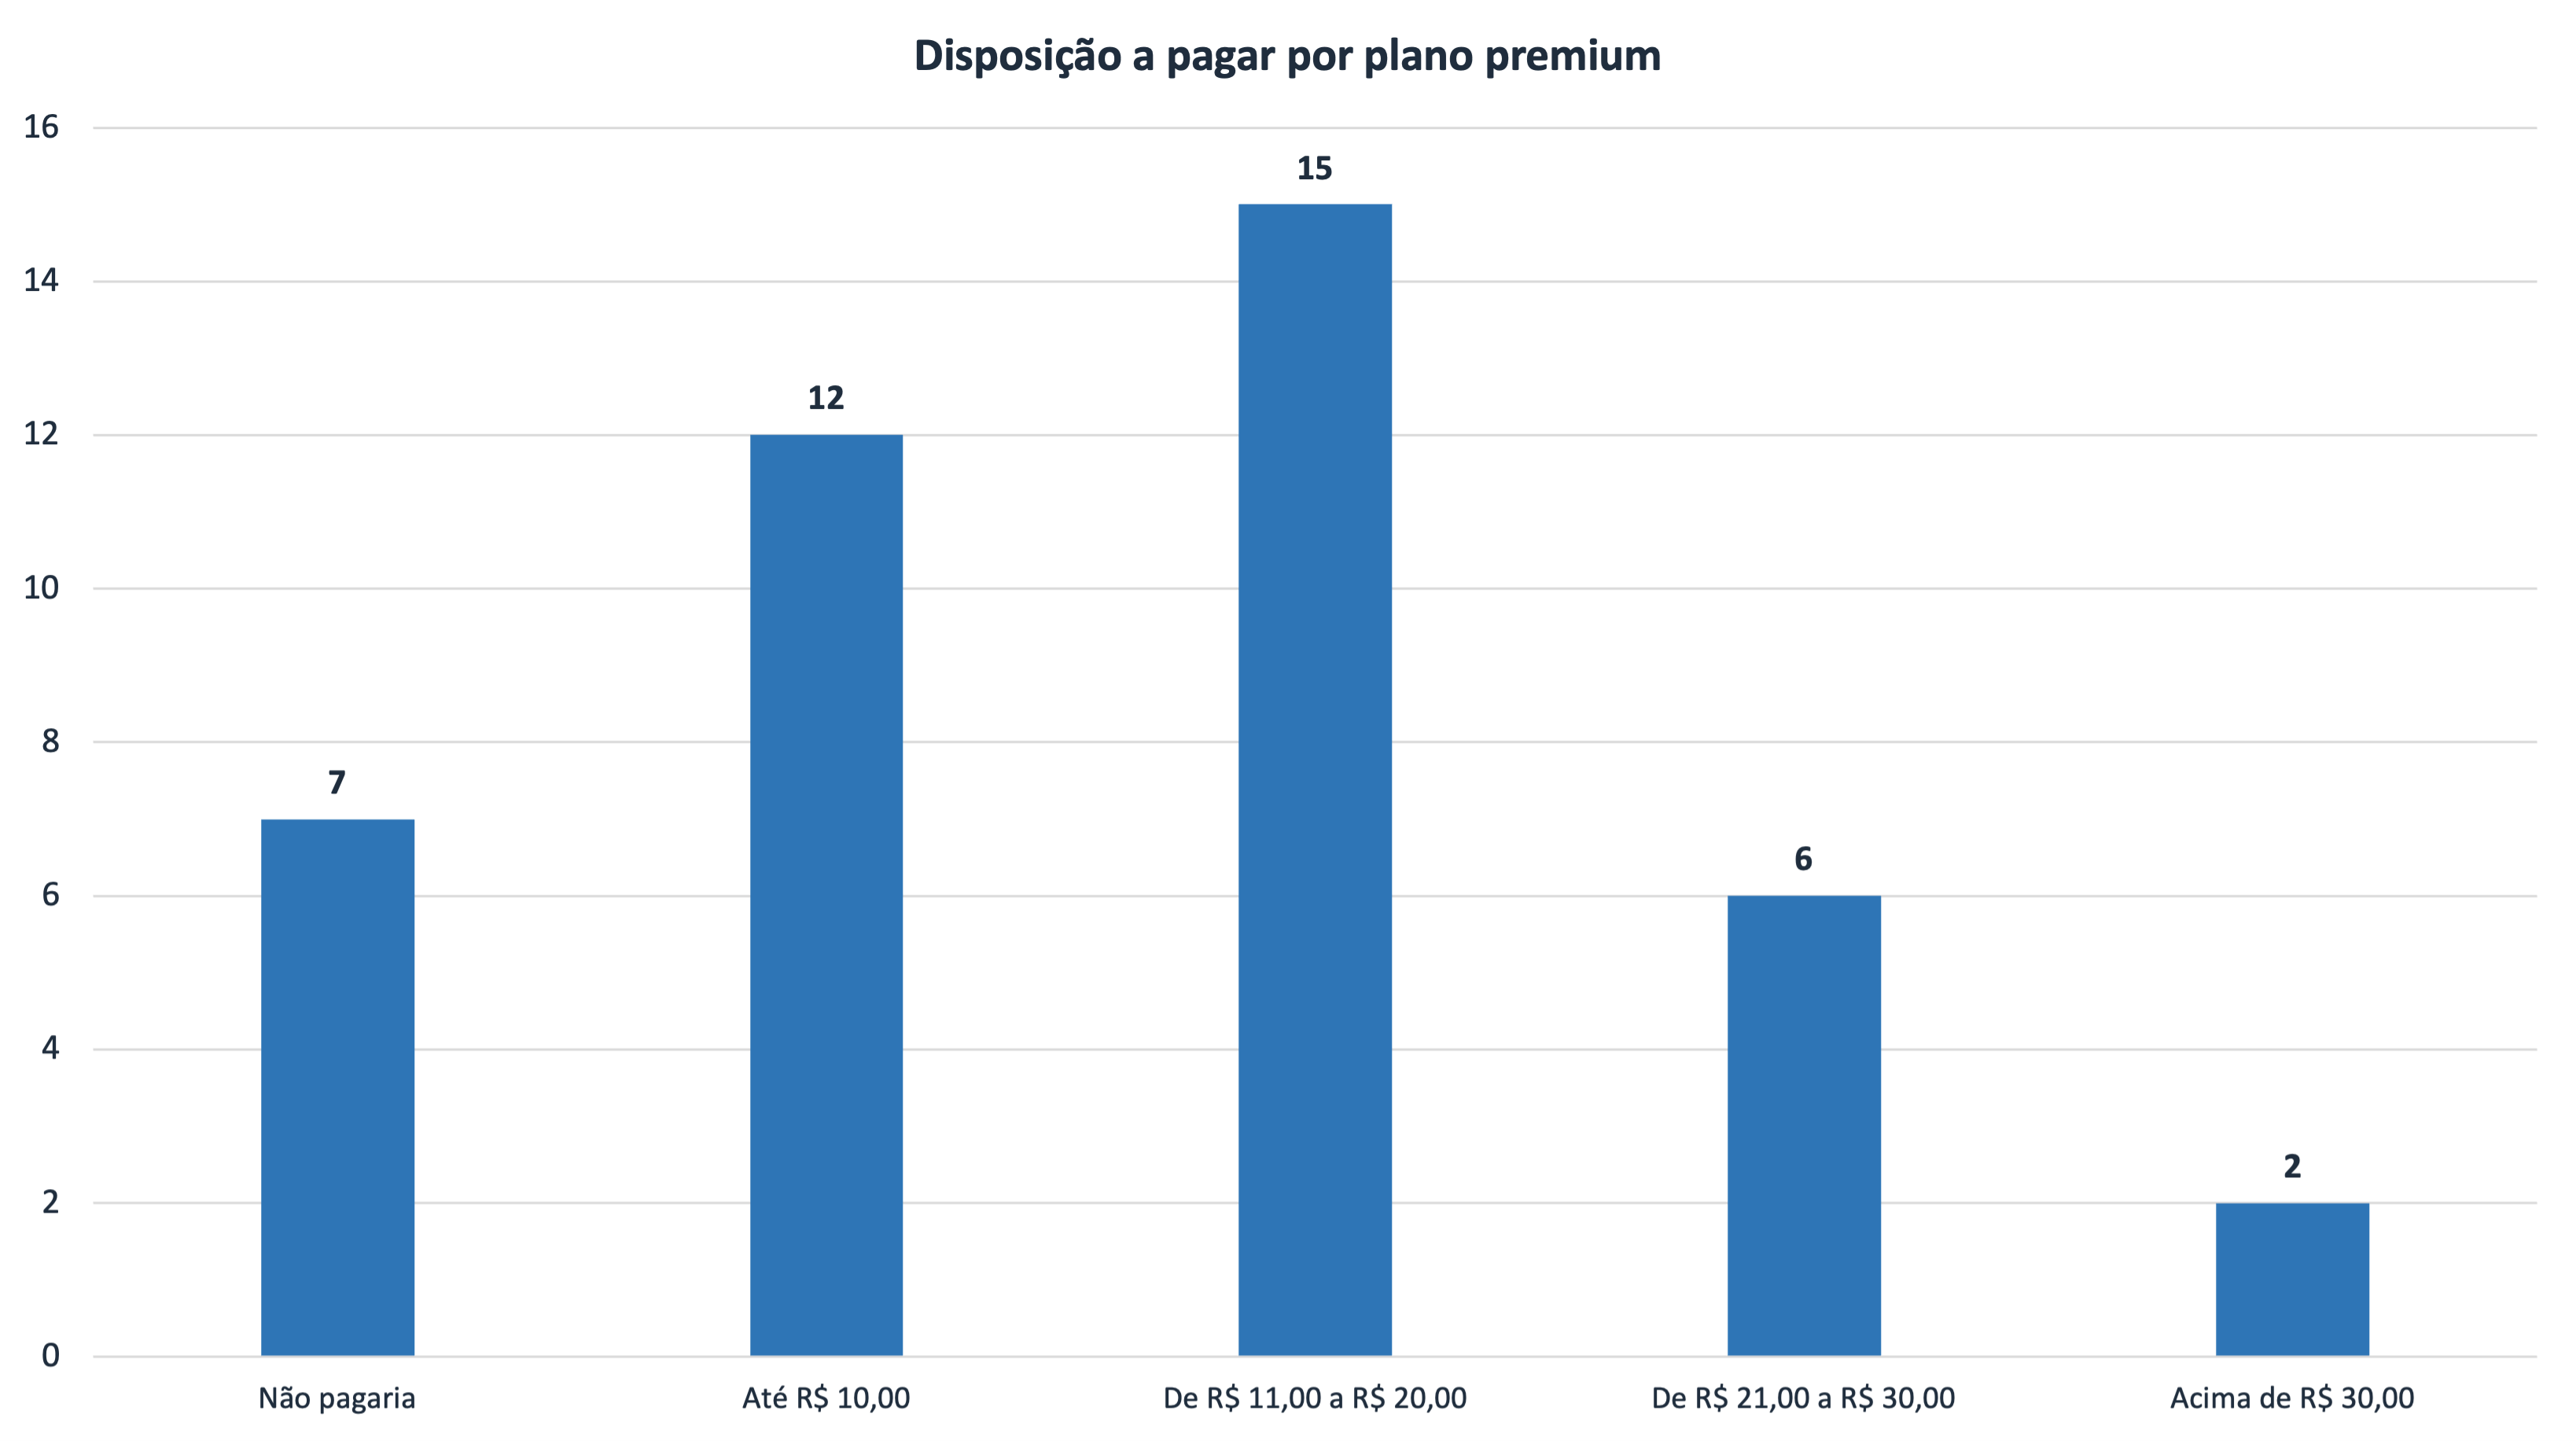 Disposição a pagar por plano premium
16
14
12
10
8
6
4
2
0
7
12
15
6
2
Não pagaria
Até R$ 10,00
De R$ 11,00 a R$ 20,00
De R$ 21,00 a R$ 30,00
Acima de R$ 30,00